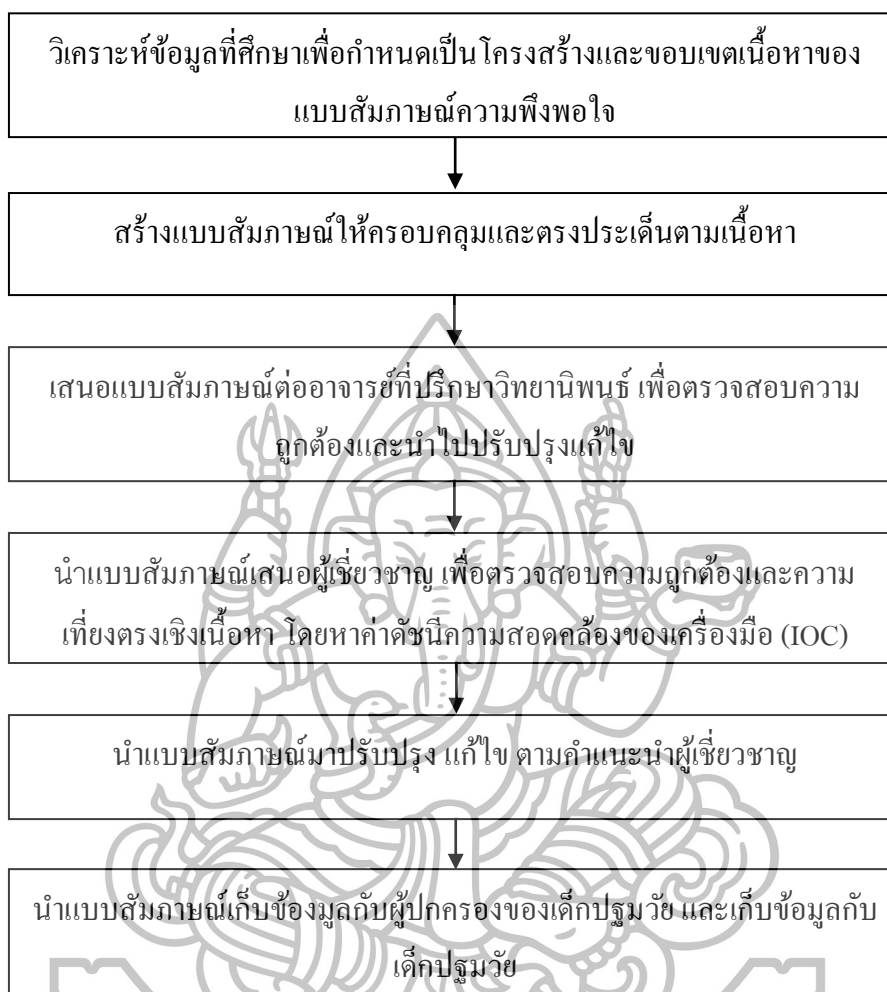 วิเคราะห์ข้อมูลที่ศึกษาเพื่อกำหนดเป็นโครงสร้างและขอบเขตเนื้อหาของ
แบบสัมภาษณ์ความพึงพอใจ
สร้างแบบสัมภาษณ์ให้ครอบคลุมและตรงประเด็นตามเนื้อหา
เสนอแบบสัมภาษณ์ต่ออาจารย์ที่ปรึกษาวิทยานิพนธ์ เพื่อตรวจสอบความ
ถูกต้องและนำไปปรับปรุงแก้ไข
นำแบบสัมภาษณ์เสนอผู้เชี่ยวชาญ เพื่อตรวจสอบความถูกต้องและความ
เที่ยงตรงเชิงเนื้อหา โดยหาค่าดัชนีความสอดคล้องของเครื่องมือ (IOC)
นำแบบสัมภาษณ์มาปรับปรุง แก้ไข ตามคำแนะนำผู้เชี่ยวชาญ
นำแบบสัมภาษณ์เก็บข้องมูลกับผู้ปกครองของเด็กปฐมวัย และเก็บข้อมูลกับ
เด็กปฐมวัย